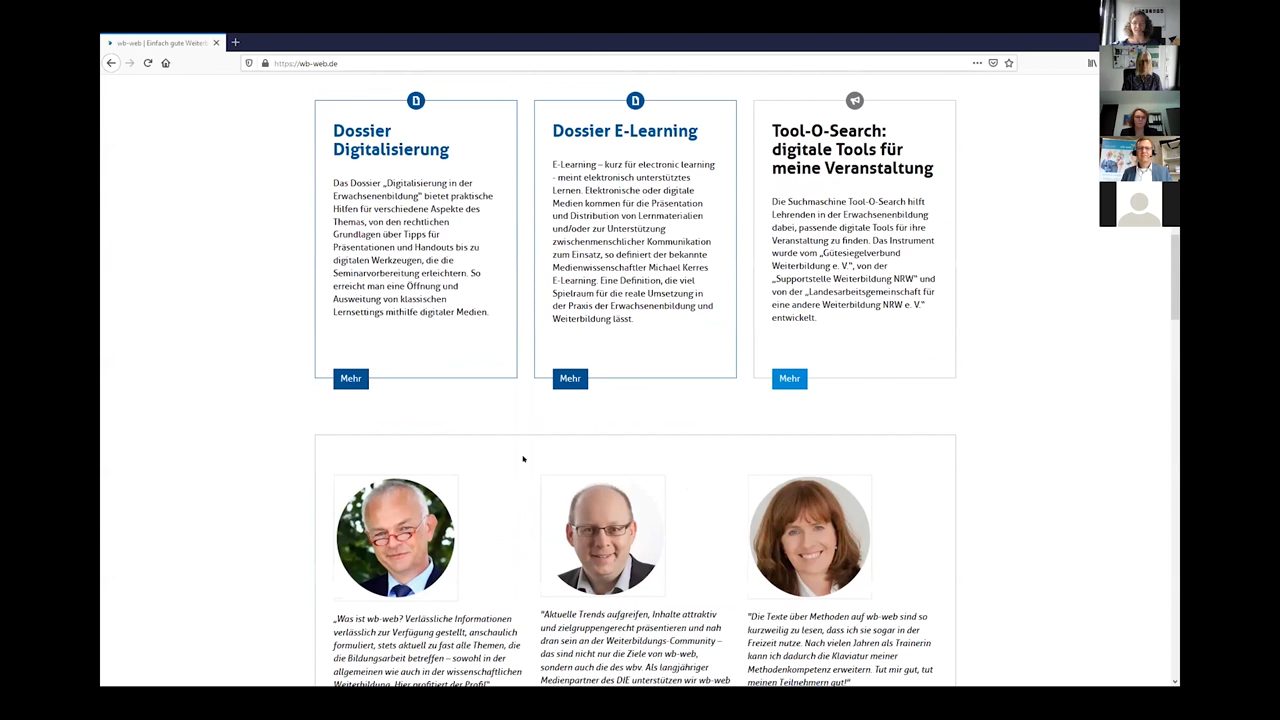 wb-web | Einfach gute Weiterb
https://wb-web.de
Dossier
Digitalisierung
Das Dossier „Digitalisierung in der
Erwachsenenbildung“ bietet praktische
Hilfen für verschiedene Aspekte des
Themas, von den rechtlichen
Grundlagen über Tipps für
Präsentationen und Handouts bis zu
digitalen Werkzeugen, die die
Seminarvorbereitung erleichtern. So
erreicht man eine Öffnung und
Ausweitung von klassischen
Lernsettings mithilfe digitaler Medien.
Mehr
Dossier E-Learning
E-Learning – kurz für electronic learning
- meint elektronisch unterstütztes
Lernen. Elektronische oder digitale
Medien kommen für die Präsentation
und Distribution von Lernmaterialien
und/oder zur Unterstützung
zwischenmenschlicher Kommunikation
zum Einsatz, so definiert der bekannte
Medienwissenschaftler Michael Kerres
E-Learning. Eine Definition, die viel
Spielraum für die reale Umsetzung in
der Praxis der Erwachsenenbildung und
Weiterbildung lässt.
Mehr
Tool-O-Search:
digitale Tools für
meine Veranstaltung
Die Suchmaschine Tool-O-Search hilft
Lehrenden in der Erwachsenenbildung
dabei, passende digitale Tools für ihre
Veranstaltung zu finden. Das Instrument
wurde vom „Gütesiegelverbund
Weiterbildung e. V.“, von der
„Supportstelle Weiterbildung NRW“ und
von der „Landesarbeitsgemeinschaft für
eine andere Weiterbildung NRW e. V.“
entwickelt.
Mehr
„Was ist wb-web? Verlässliche Informationen
verlässlich zur Verfügung gestellt, anschaulich
formuliert, stets aktuell zu fast alle Themen, die
die Bildungsarbeit betreffen – sowohl in der
allgemeinen wie auch in der wissenschaftlichen
Weiterbildung. Hier profitiert der Profi!“
"Aktuelle Trends aufgreifen, Inhalte attraktiv
und zielgruppengerecht präsentieren und nah
dran sein an der Weiterbildungs-Community –
das sind nicht nur die Ziele von wb-web,
sondern auch die des wbv. Als langjähriger
Medienpartner des DIE unterstützen wir wb-web
"Die Texte über Methoden auf wb-web sind so
kurzweilig zu lesen, dass ich sie sogar in der
Freizeit nutze. Nach vielen Jahren als Trainerin
kann ich dadurch die Klaviatur meiner
Methodenkompetenz erweitern. Tut mir gut, tut
meinen Teilnehmern gut!"